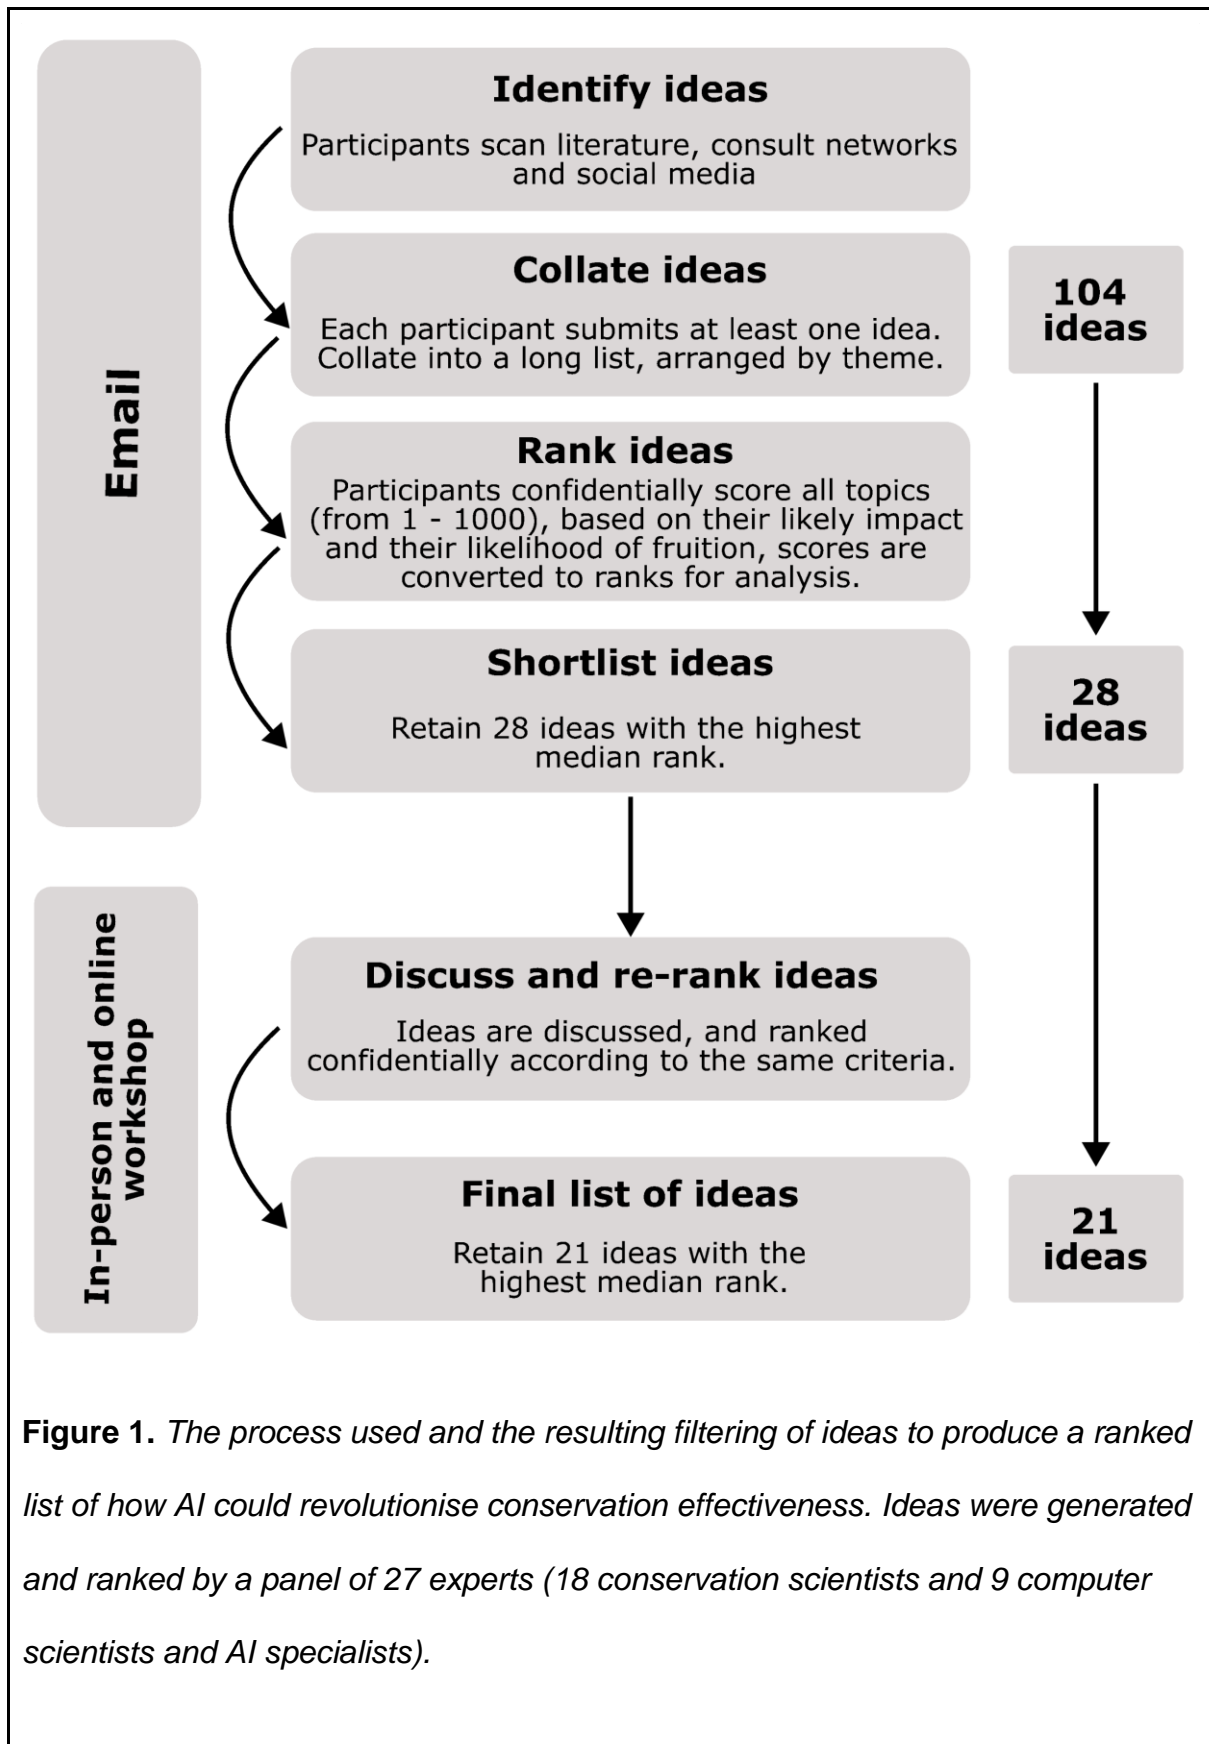 Email
Identify ideas
Participants scan literature, consult networks
and social media
Collate ideas
Each participant submits at least one idea.
Collate into a long list, arranged by theme.
104
ideas
Rank ideas
Participants confidentially score all topics
(from 1 - 1000), based on their likely impact
and their likelihood of fruition, scores are
converted to ranks for analysis.
Shortlist ideas
Retain 28 ideas with the highest
median rank.
28
ideas
In-person and online
workshop
Discuss and re-rank ideas
Ideas are discussed, and ranked
confidentially according to the same criteria.
Final list of ideas
Retain 21 ideas with the
highest median rank.
21
ideas
Figure 1. The process used and the resulting filtering of ideas to produce a ranked
list of how AI could revolutionise conservation effectiveness. Ideas were generated
and ranked by a panel of 27 experts (18 conservation scientists and 9 computer
scientists and AI specialists).